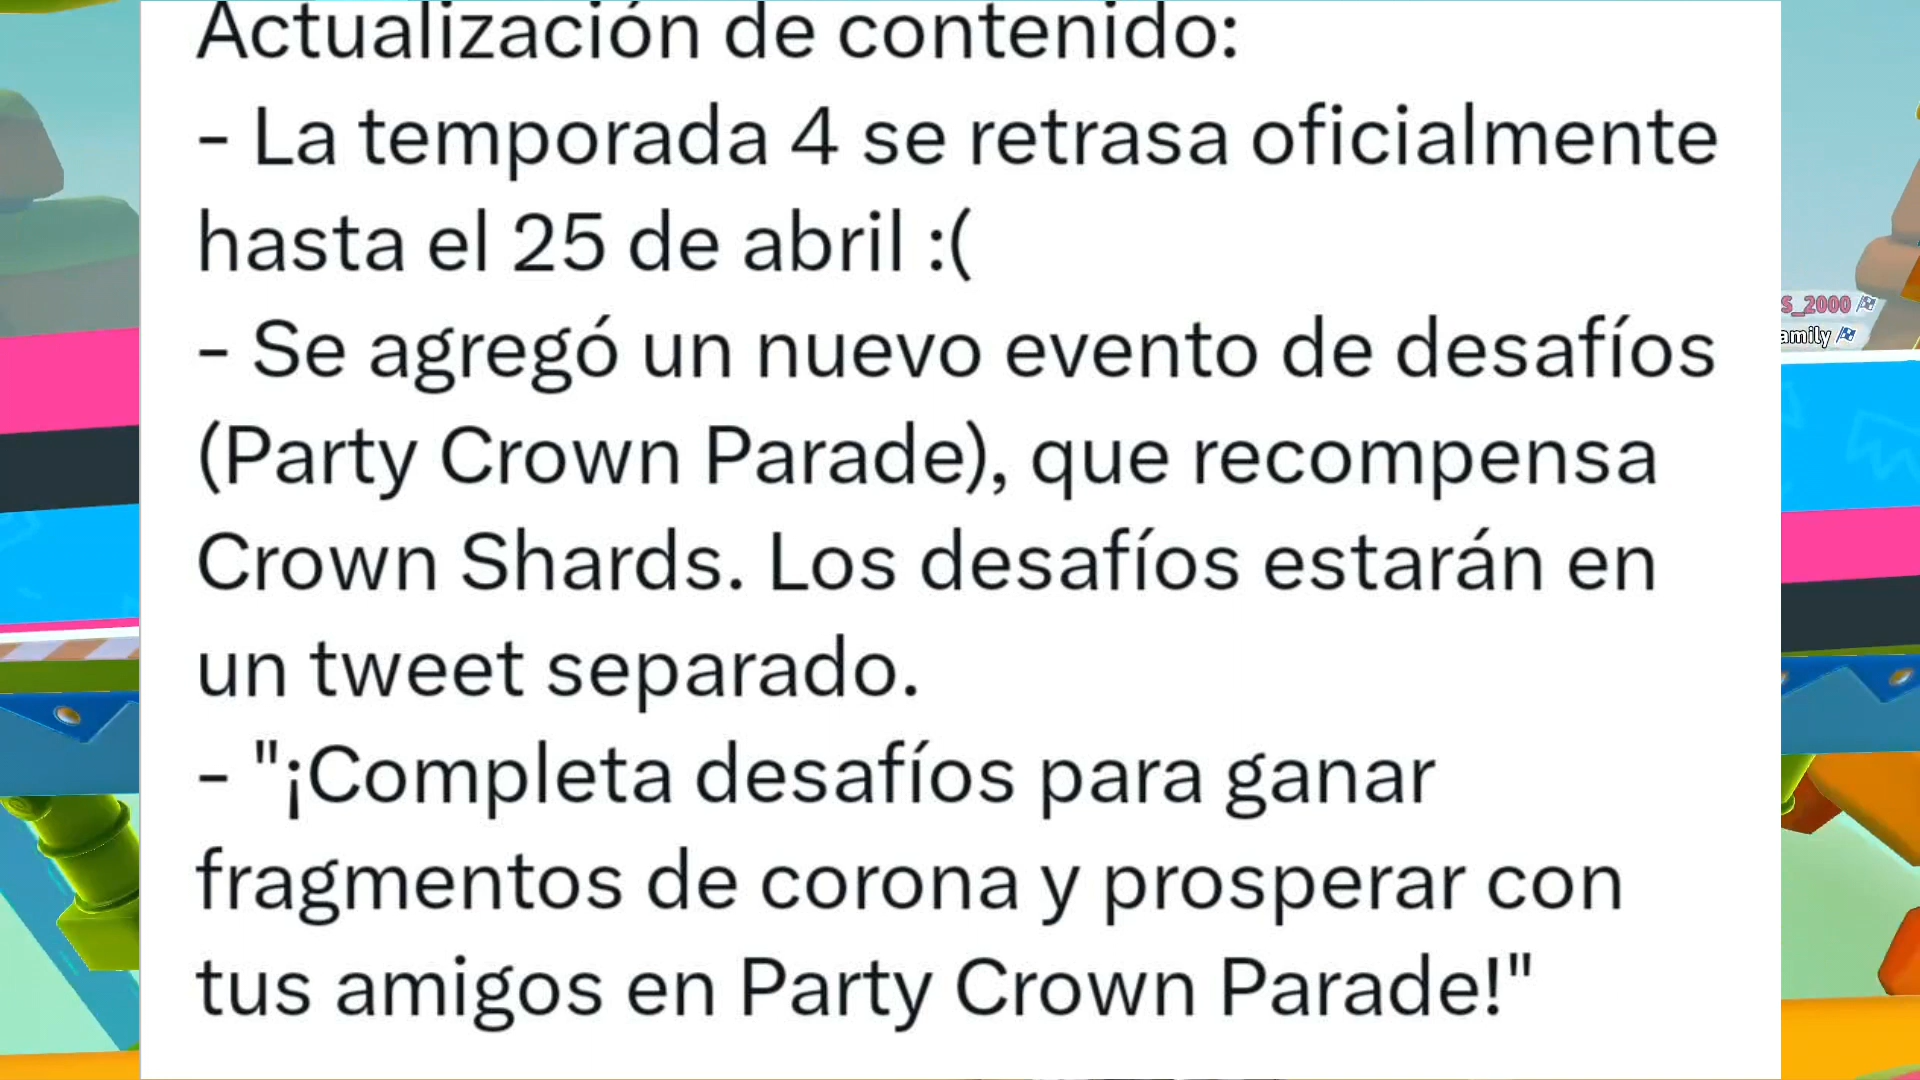 Actualización de contenido:
- La temporada 4 se retrasa oficialmente
hasta el 25 de abril :(
- Se agregó un nuevo evento de desafíos
(Party Crown Parade), que recompensa
Crown Shards. Los desafíos estarán en
un tweet separado.
- "¡Completa desafíos para ganar
fragmentos de corona y prosperar con
tus amigos en Party Crown Parade!"
S_2000
amily